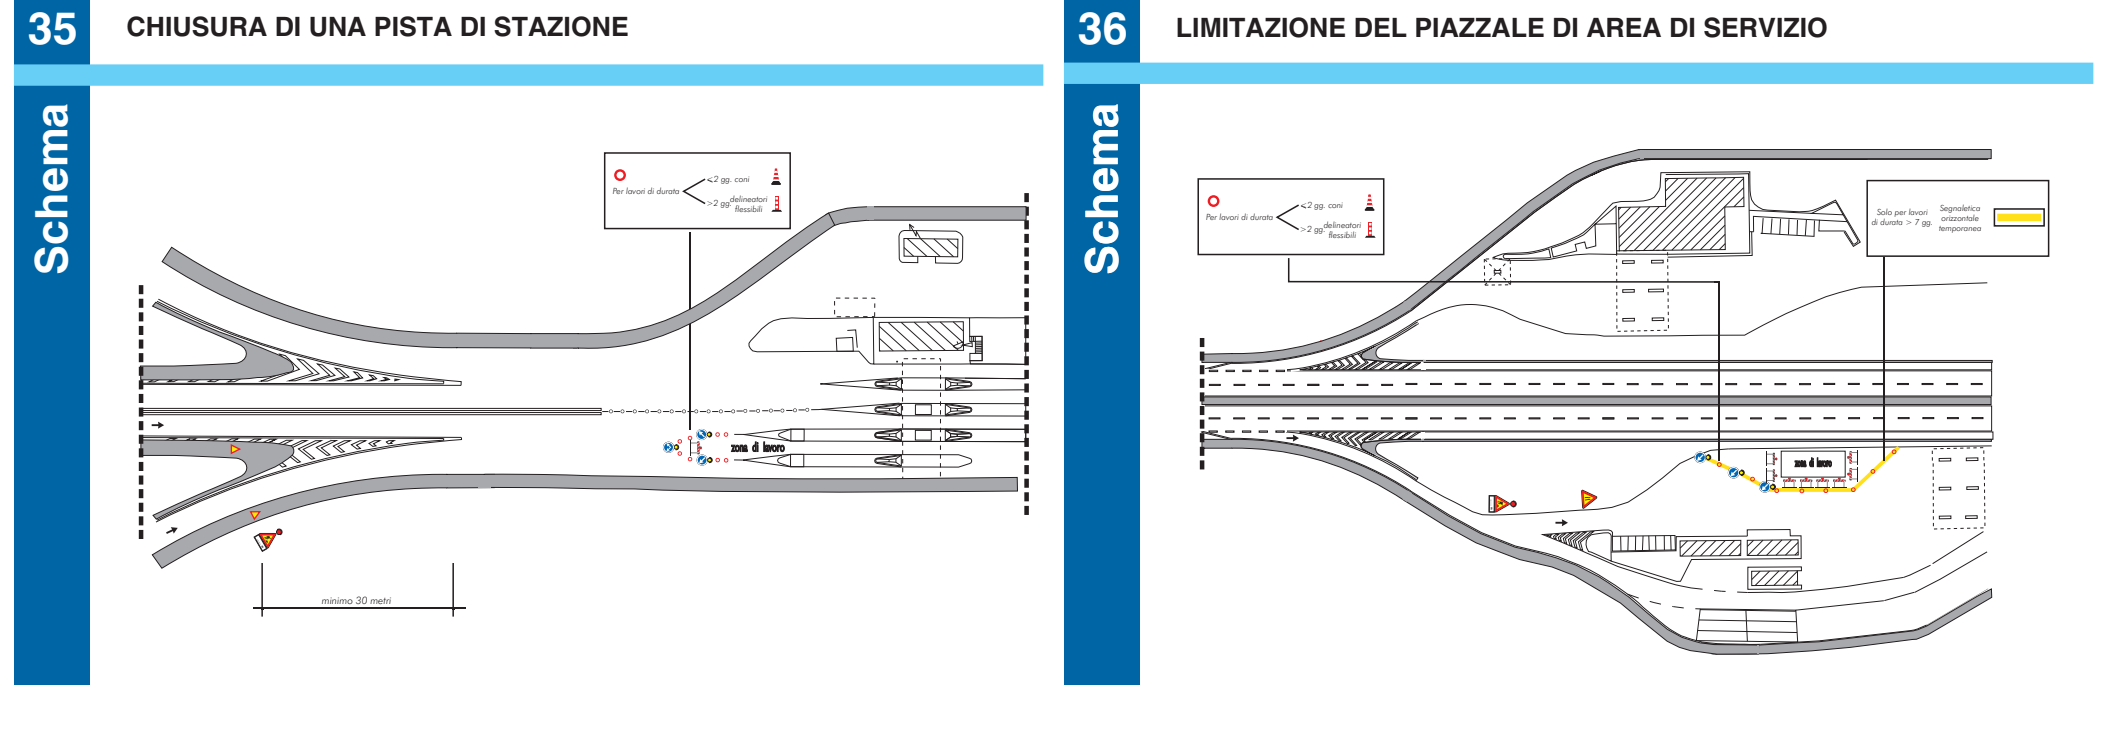 35
CHIUSURA DI UNA PISTA DI STAZIONE
Schema
Per lavori di durata
<2 gg. coni
>2 gg. delineatori
flessibili
zona di lavoro
minimo 30 metri
36
LIMITAZIONE DEL PIAZZALE DI AREA DI SERVIZIO
Schema
Per lavori di durata
<2 gg. coni
>2 gg. delineatori
flessibili
Solo per lavori
di durata > 7 gg.
Segnaletica
orizzontale
temporanea
zona di lavoro